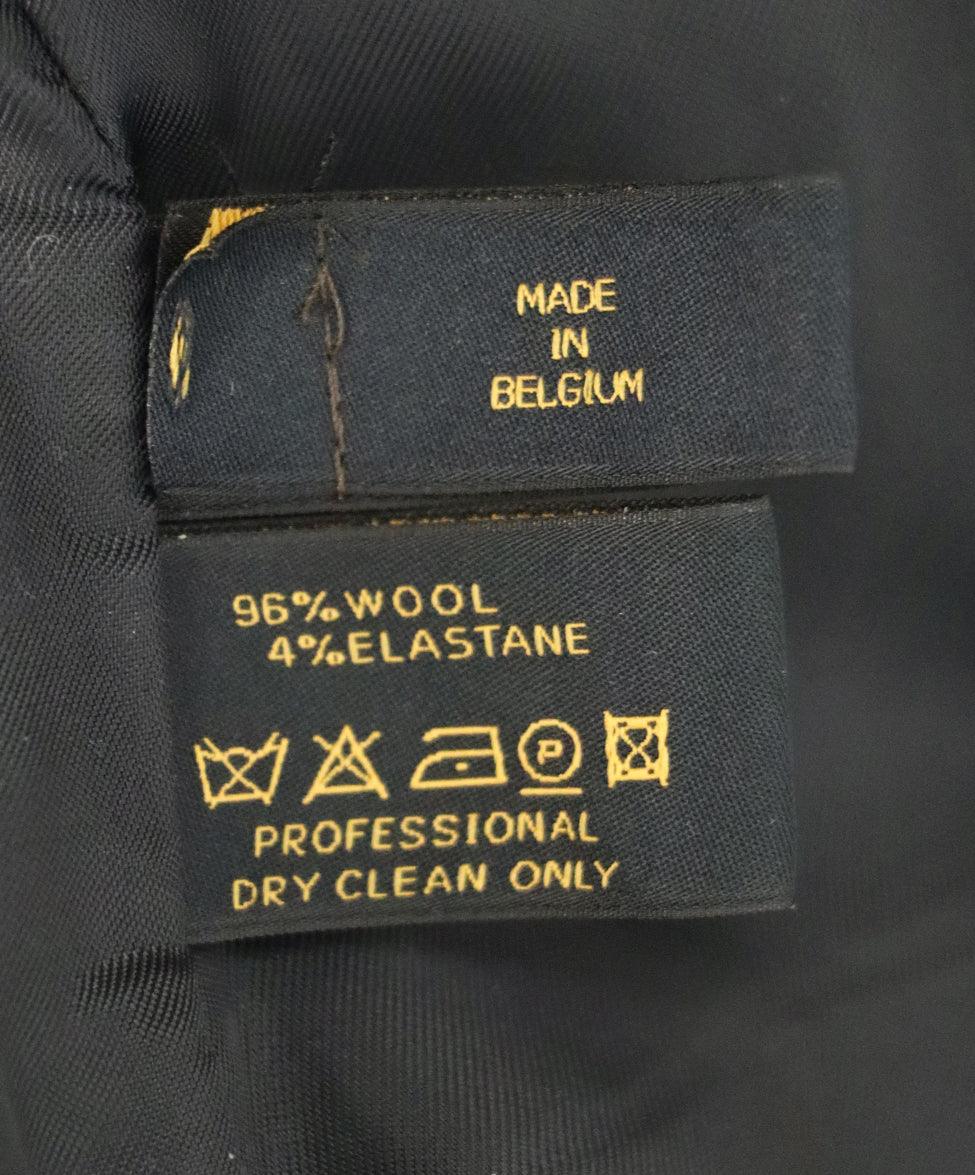 MADE
IN
BELGIUM
96% WOOL
4% ELASTANE
P
PROFESSIONAL
DRY CLEAN ONLY